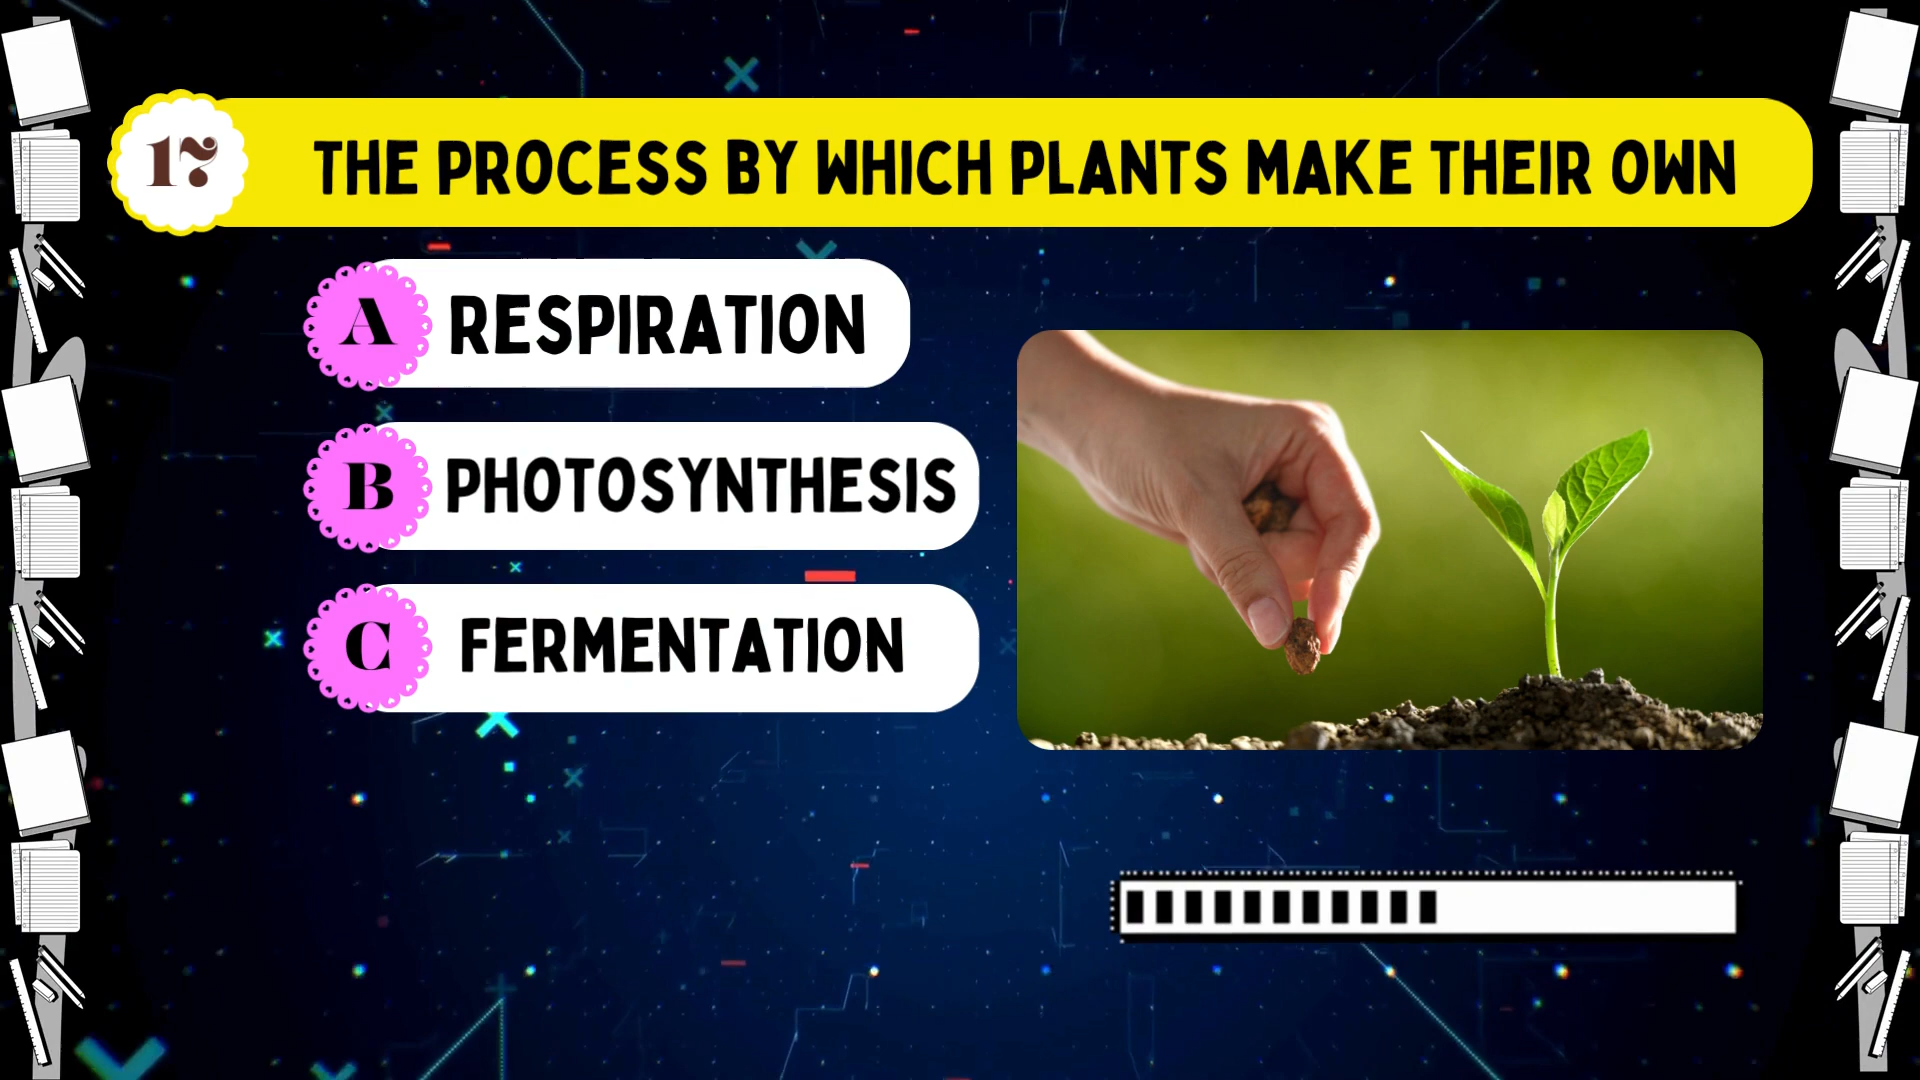 17
THE PROCESS BY WHICH PLANTS MAKE THEIR OWN
A RESPIRATION
B PHOTOSYNTHESIS
C FERMENTATION